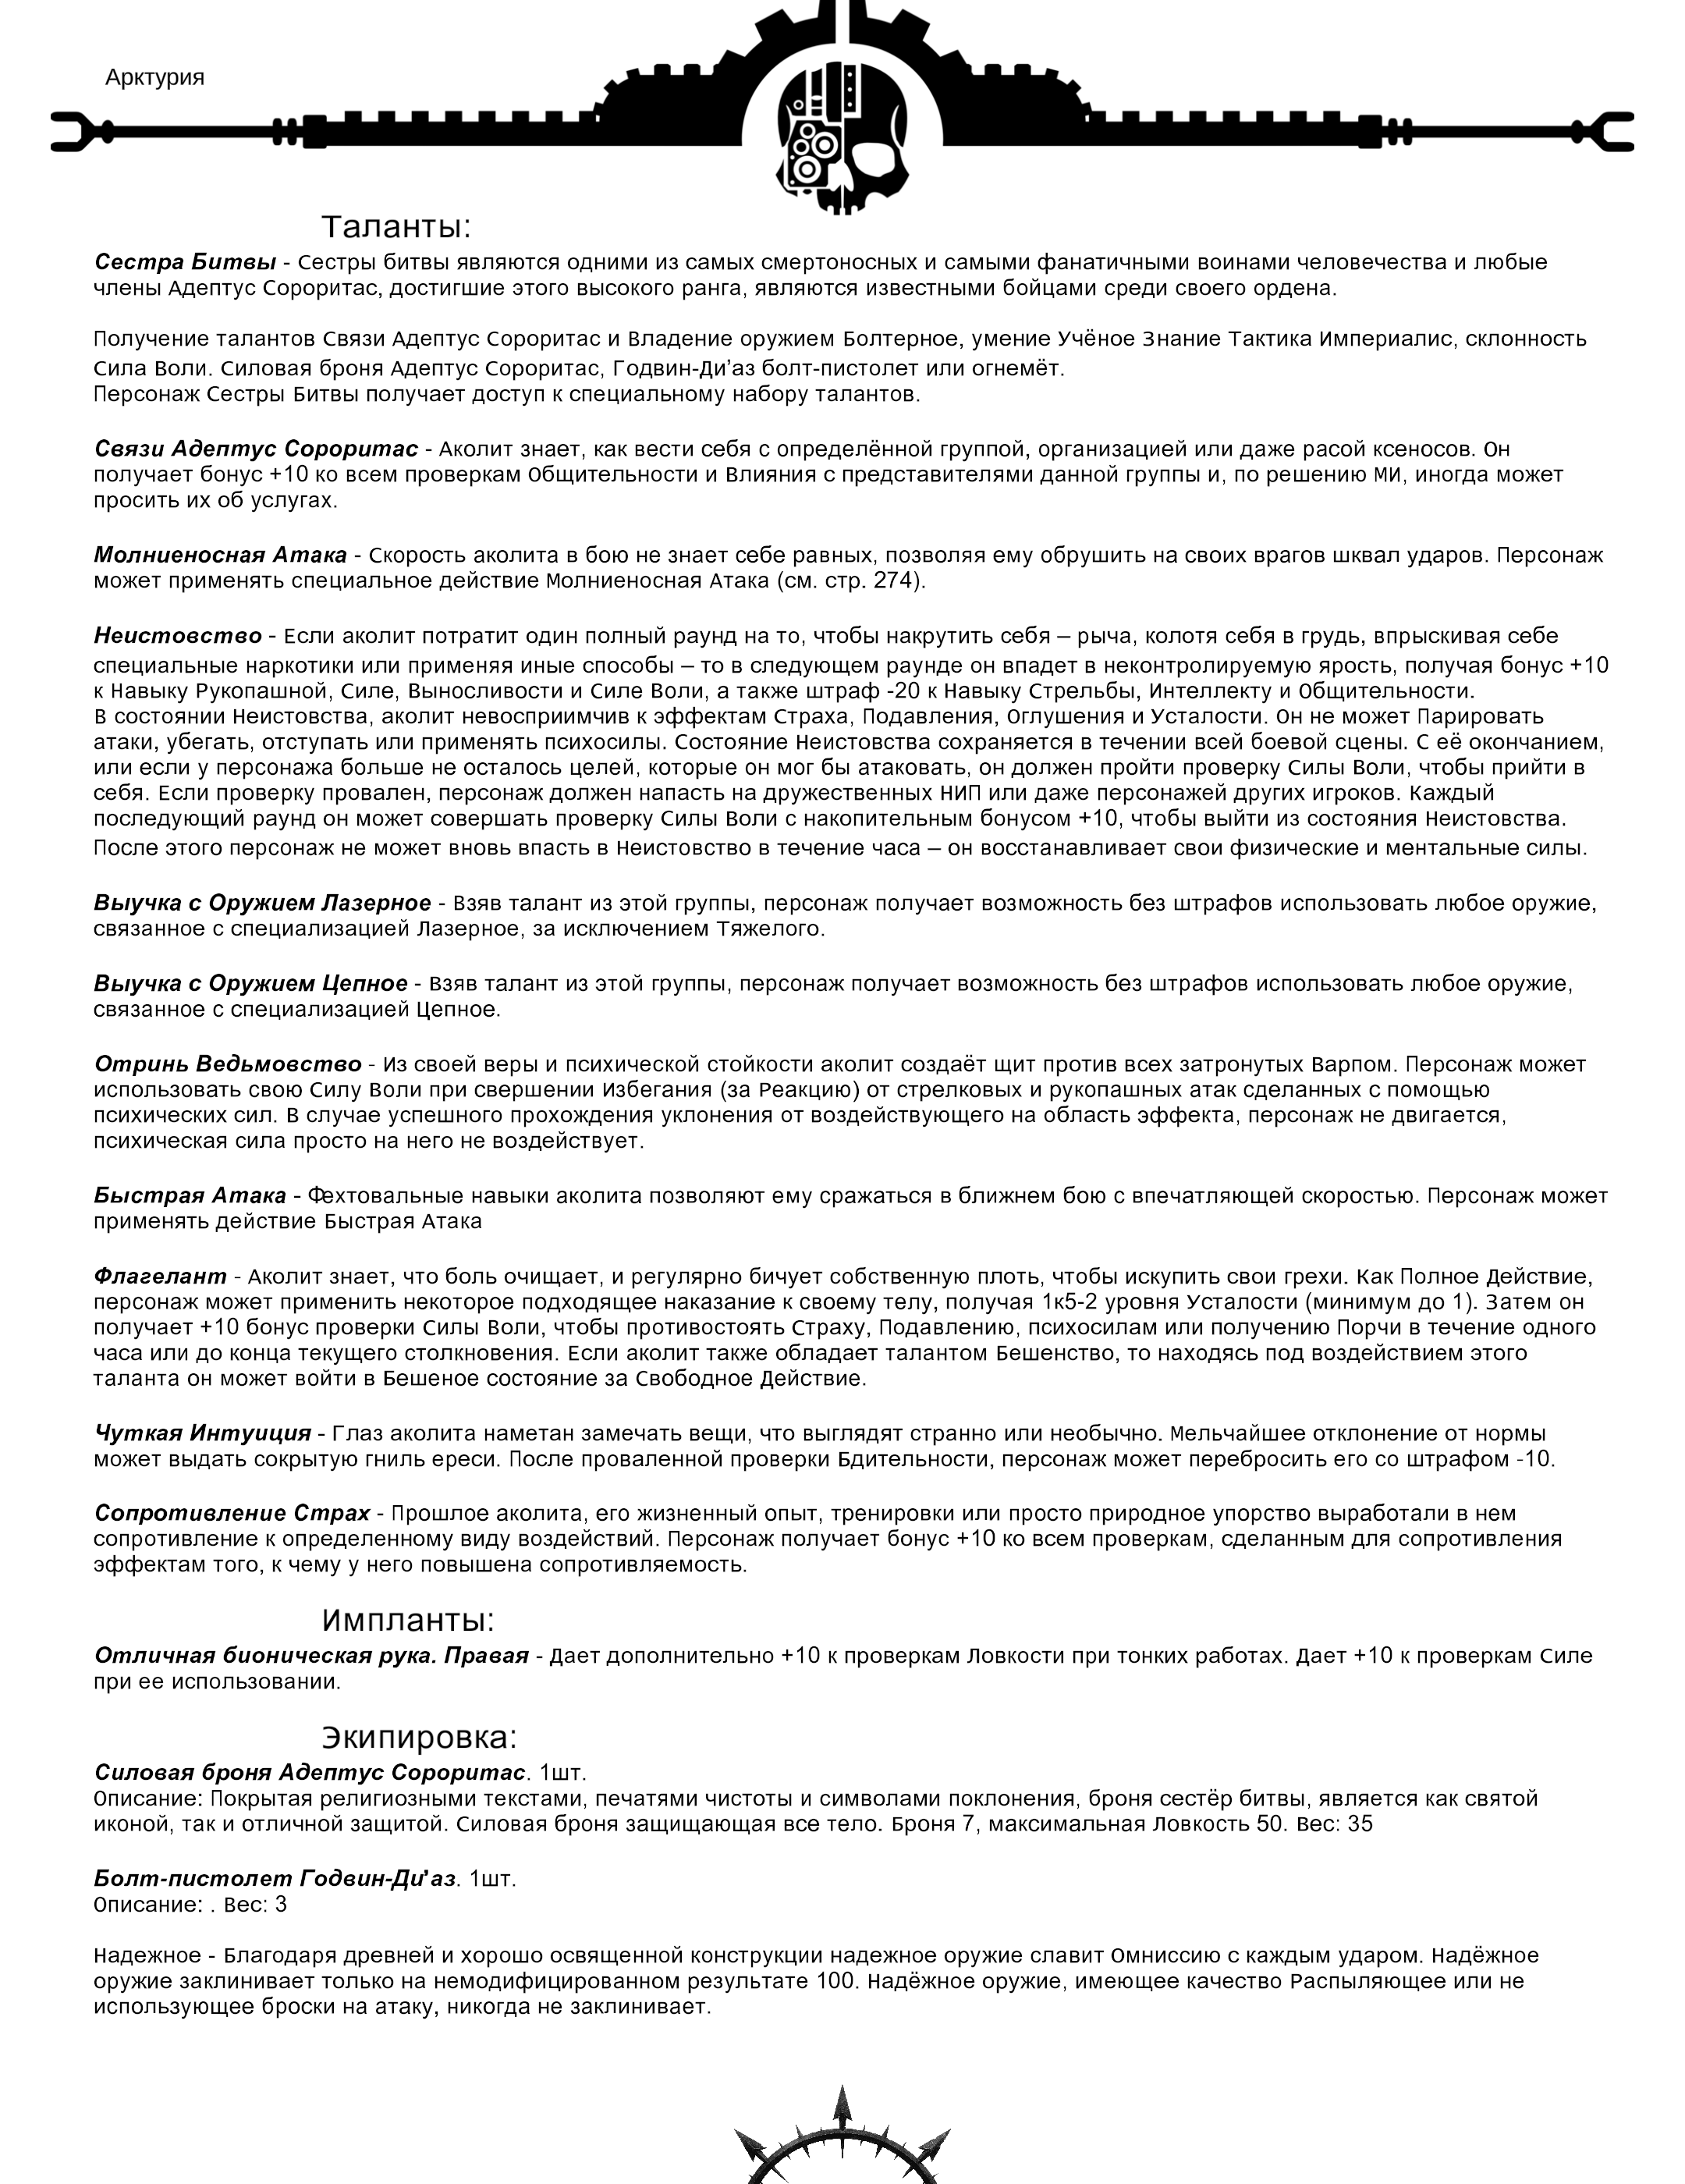 Арктурия
Таланты:
Сестра Битвы - Сестры битвы являются одними из самых смертоносных и самыми фанатичными воинами человечества и любые
члены Адептус Сороритас, достигшие этого высокого ранга, являются известными бойцами среди своего ордена.
Получение талантов Связи Адептус Сороритас и Владение оружием Болтерное, умение Учёное Знание Тактика Империалис, склонность
Сила Воли. Силовая броня Адептус Сороритас, Годвин-Ди'аз болт-пистолет или огнемёт.
Персонаж Сестры Битвы получает доступ к специальному набору талантов.
Связи Адептус Сороритас - Аколит знает, как вести себя с определённой группой, организацией или даже расой ксеносов. Он
получает бонус +10 ко всем проверкам Общительности и Влияния с представителями данной группы и, по решению МИ, иногда может
просить их об услугах.
Молниеносная Атака - Скорость аколита в бою не знает себе равных, позволяя ему обрушить на своих врагов шквал ударов. Персонаж
может применять специальное действие Молниеносная Атака (см. стр. 274).
Неистовство - Если аколит потратит один полный раунд на то, чтобы накрутить себя – рыча, колотя себя в грудь, впрыскивая себе
специальные наркотики или применяя иные способы – то в следующем раунде он впадет в неконтролируемую ярость, получая бонус +10
к Навыку Рукопашной, Силе, Выносливости и Силе Воли, а также штраф -20 к Навыку Стрельбы, Интеллекту и Общительности.
В состоянии Неистовства, аколит невосприимчив к эффектам Страха, Подавления, Оглушения и Усталости. Он не может Парировать
атаки, убегать, отступать или применять психосилы. Состояние Неистовства сохраняется в течении всей боевой сцены. С её окончанием,
или если у персонажа больше не осталось целей, которые он мог бы атаковать, он должен пройти проверку Силы Воли, чтобы прийти в
себя. Если проверку провален, персонаж должен напасть на дружественных НИП или даже персонажей других игроков. Каждый
последующий раунд он может совершать проверку Силы Воли с накопительным бонусом +10, чтобы выйти из состояния Неистовства.
После этого персонаж не может вновь впасть в Неистовство в течение часа – он восстанавливает свои физические и ментальные силы.
Выучка с Оружием Лазерное - Взяв талант из этой группы, персонаж получает возможность без штрафов использовать любое оружие,
связанное с специализацией Лазерное, за исключением Тяжелого.
Выучка с Оружием Цепное - Взяв талант из этой группы, персонаж получает возможность без штрафов использовать любое оружие,
связанное с специализацией Цепное.
Отринь Ведьмовство - Из своей веры и психической стойкости аколит создаёт щит против всех затронутых Варпом. Персонаж может
использовать свою Силу Воли при свершении Избегания (за Реакцию) от стрелковых и рукопашных атак сделанных с помощью
психических сил. В случае успешного прохождения уклонения от воздействующего на область эффекта, персонаж не двигается,
психическая сила просто на него не воздействует.
Быстрая Атака - Фехтовальные навыки аколита позволяют ему сражаться в ближнем бою с впечатляющей скоростью. Персонаж может
применять действие Быстрая Атака
Флагелант - Аколит знает, что боль очищает, и регулярно бичует собственную плоть, чтобы искупить свои грехи. Как Полное Действие,
персонаж может применить некоторое подходящее наказание к своему телу, получая 1к5-2 уровня Усталости (минимум до 1). Затем он
получает +10 бонус проверки Силы Воли, чтобы противостоять Страху, Подавлению, психосилам или получению Порчи в течение одного
часа или до конца текущего столкновения. Если аколит также обладает талантом Бешенство, то находясь под воздействием этого
таланта он может войти в Бешеное состояние за Свободное Действие.
Чуткая Интуиция - Глаз аколита наметан замечать вещи, что выглядят странно или необычно. Мельчайшее отклонение от нормы
может выдать сокрытую гниль ереси. После проваленной проверки Бдительности, персонаж может перебросить его со штрафом -10.
Сопротивление Страх - Прошлое аколита, его жизненный опыт, тренировки или просто природное упорство выработали в нем
сопротивление к определенному виду воздействий. Персонаж получает бонус +10 ко всем проверкам, сделанным для сопротивления
эффектам того, к чему у него повышена сопротивляемость.
Импланты:
Отличная бионическая рука. Правая - Дает дополнительно +10 к проверкам Ловкости при тонких работах. Дает +10 к проверкам Силе
при ее использовании.
Экипировка:
Силовая броня Адептус Сороритас. 1шт.
Описание: Покрытая религиозными текстами, печатями чистоты и символами поклонения, броня сестёр битвы, является как святой
иконой, так и отличной защитой. Силовая броня защищающая все тело. Броня 7, максимальная Ловкость 50. Вес: 35
Болт-пистолет Годвин-Ди'аз. 1шт.
Описание: . Вес: 3
Надежное - Благодаря древней и хорошо освященной конструкции надежное оружие славит Омниссию с каждым ударом. Надёжное
оружие заклинивает только на немодифицированном результате 100. Надёжное оружие, имеющее качество Распыляющее или не
использующее броски на атаку, никогда не заклинивает.